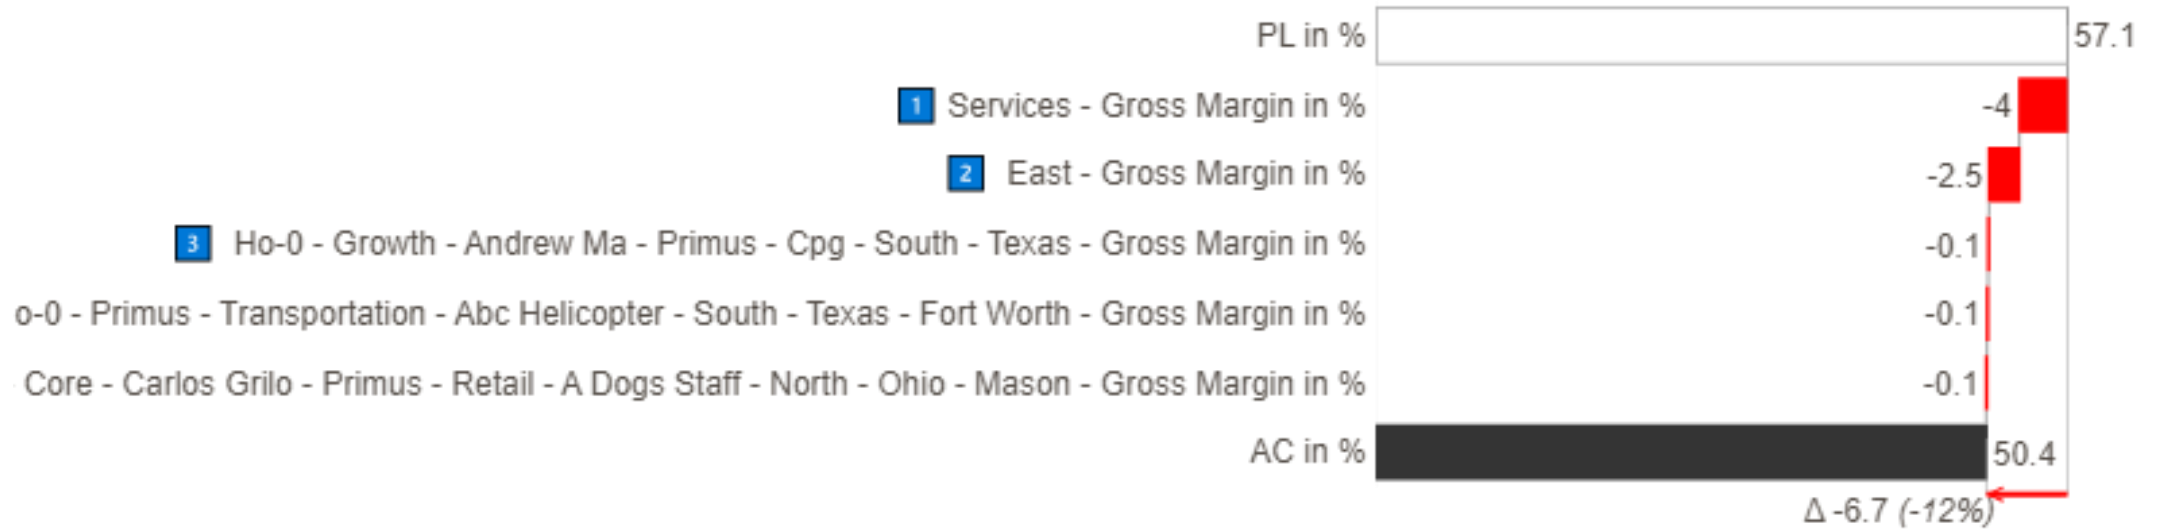 PL in % 57.1
1 Services - Gross Margin in % -4
2 East - Gross Margin in % -2.5
3 Ho-0 - Growth - Andrew Ma - Primus - Cpg - South - Texas - Gross Margin in % -0.1
o-0 - Primus - Transportation - Abc Helicopter - South - Texas - Fort Worth - Gross Margin in % -0.1
Core - Carlos Grilo - Primus - Retail - A Dogs Staff - North - Ohio - Mason - Gross Margin in % -0.1
AC in % 50.4
Δ -6.7 (-12%)